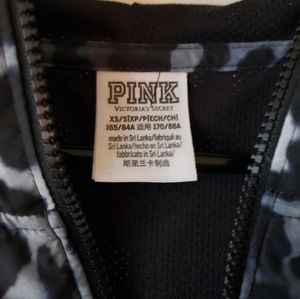 PINK
VICTORIA'S SECRET
XS/S|XP/P|ECH/CH|
165/84A 适用 170/88A
made in Sri Lanka/fabriqué au
Sri Lanka/hecho en Sri Lanka/
fabbricato in Sri Lanka/
斯里兰卡制造